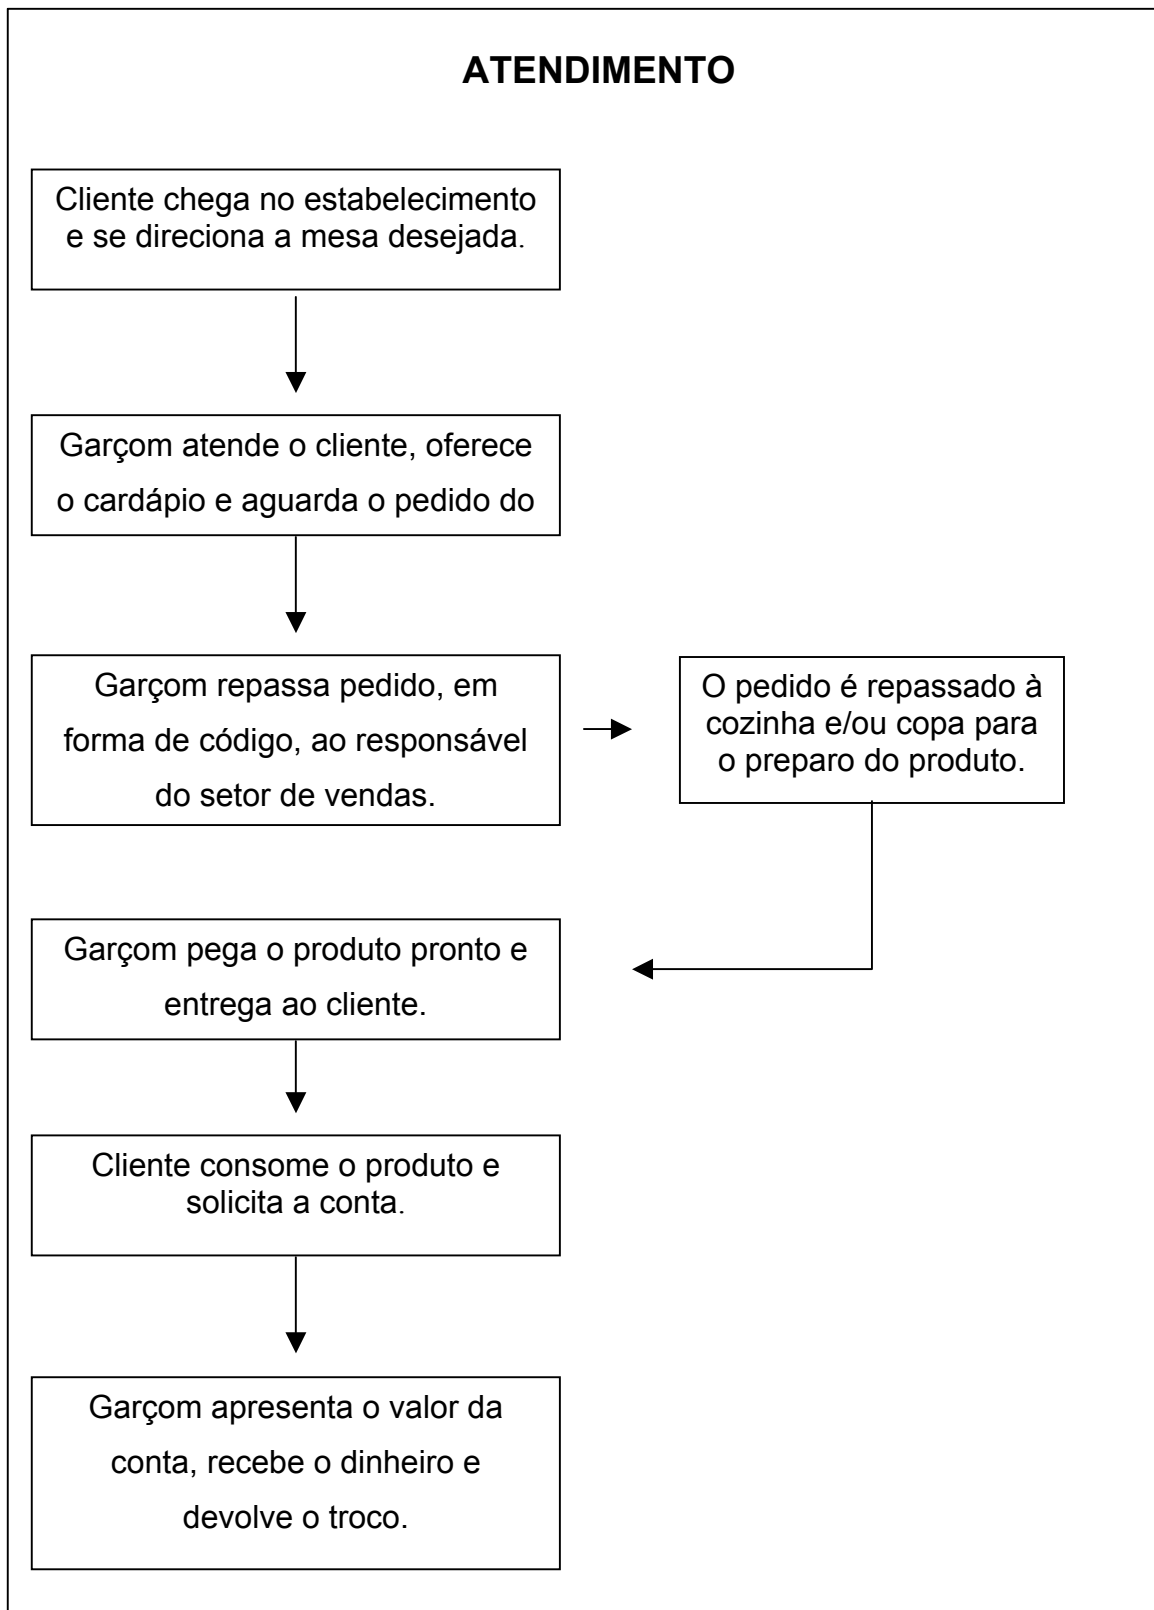 ATENDIMENTO
Cliente chega no estabelecimento
e se direciona a mesa desejada.
Garçom atende o cliente, oferece
o cardápio e aguarda o pedido do
Garçom repassa pedido, em
forma de código, ao responsável
do setor de vendas.
O pedido é repassado à
cozinha e/ou copa para
o preparo do produto.
Garçom pega o produto pronto e
entrega ao cliente.
Cliente consome o produto e
solicita a conta.
Garçom apresenta o valor da
conta, recebe o dinheiro e
devolve o troco.